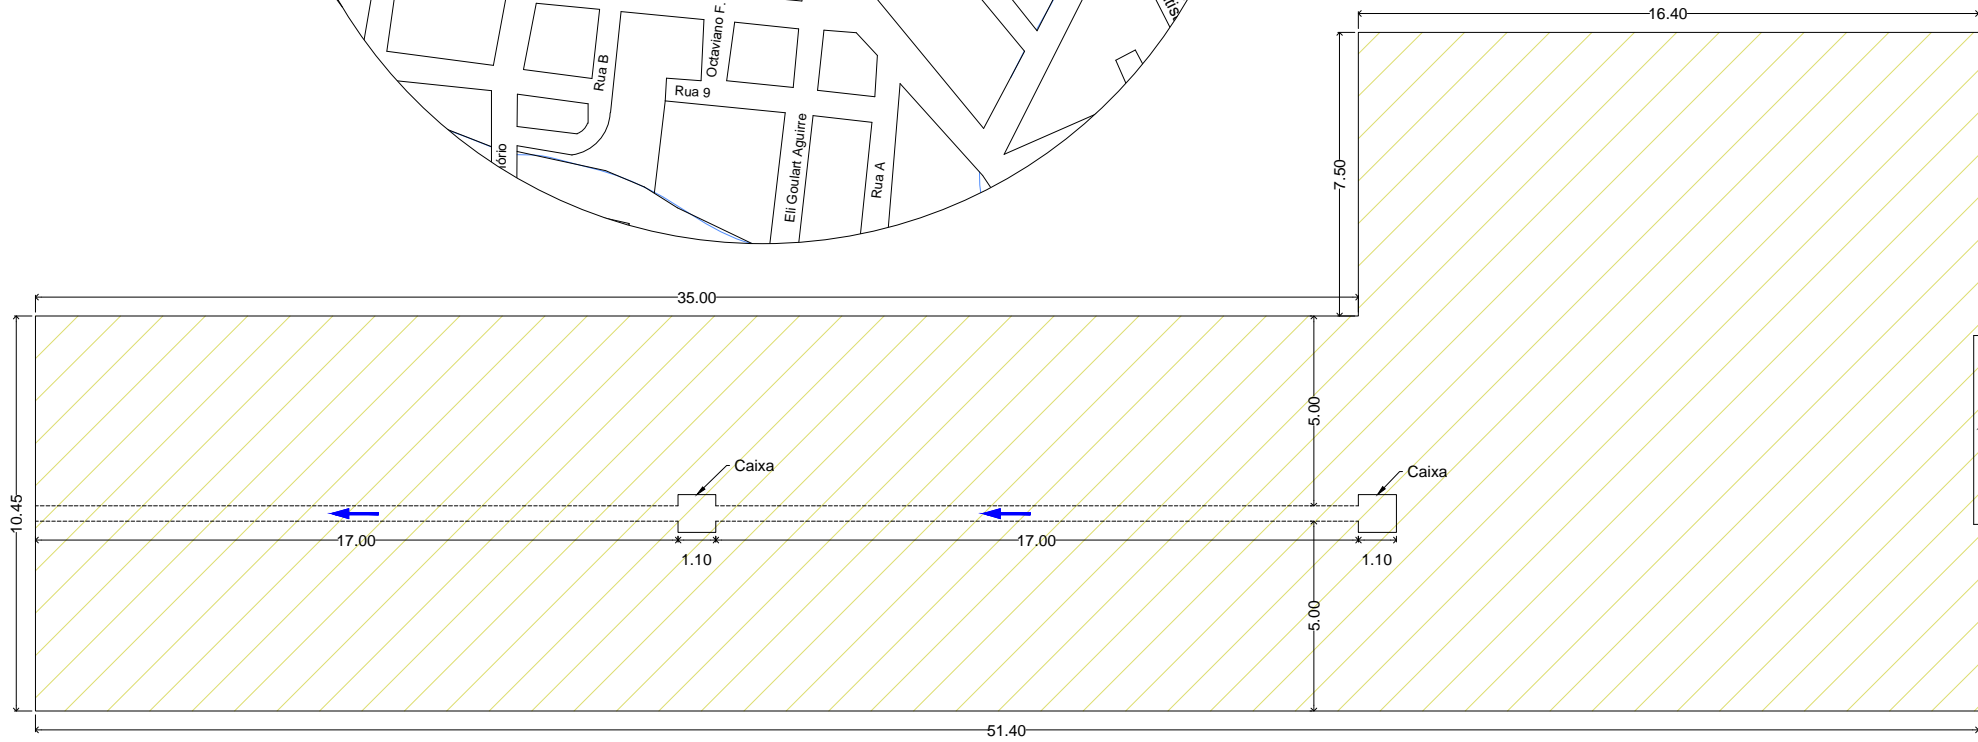 16.40
Octaviano F.
Rua B
Rua 9
Eli Goulart Aguirre
ório
Rua A
7.50
35.00
5.00
Caixa
Caixa
10.45
17.00
17.00
1.10
1.10
5.00
51.40